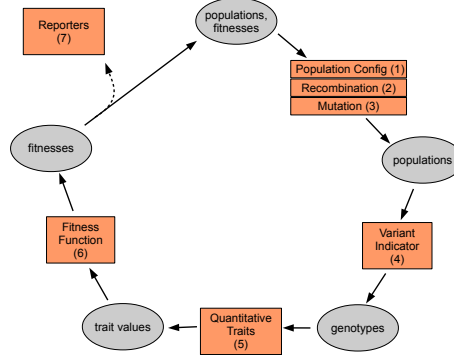 Reporters
(7)
populations,
fitnesses
Population Config (1)
Recombination (2)
Mutation (3)
fitnesses
populations
Fitness
Function
(6)
Variant
Indicator
(4)
trait values
Quantitative
Traits
(5)
genotypes